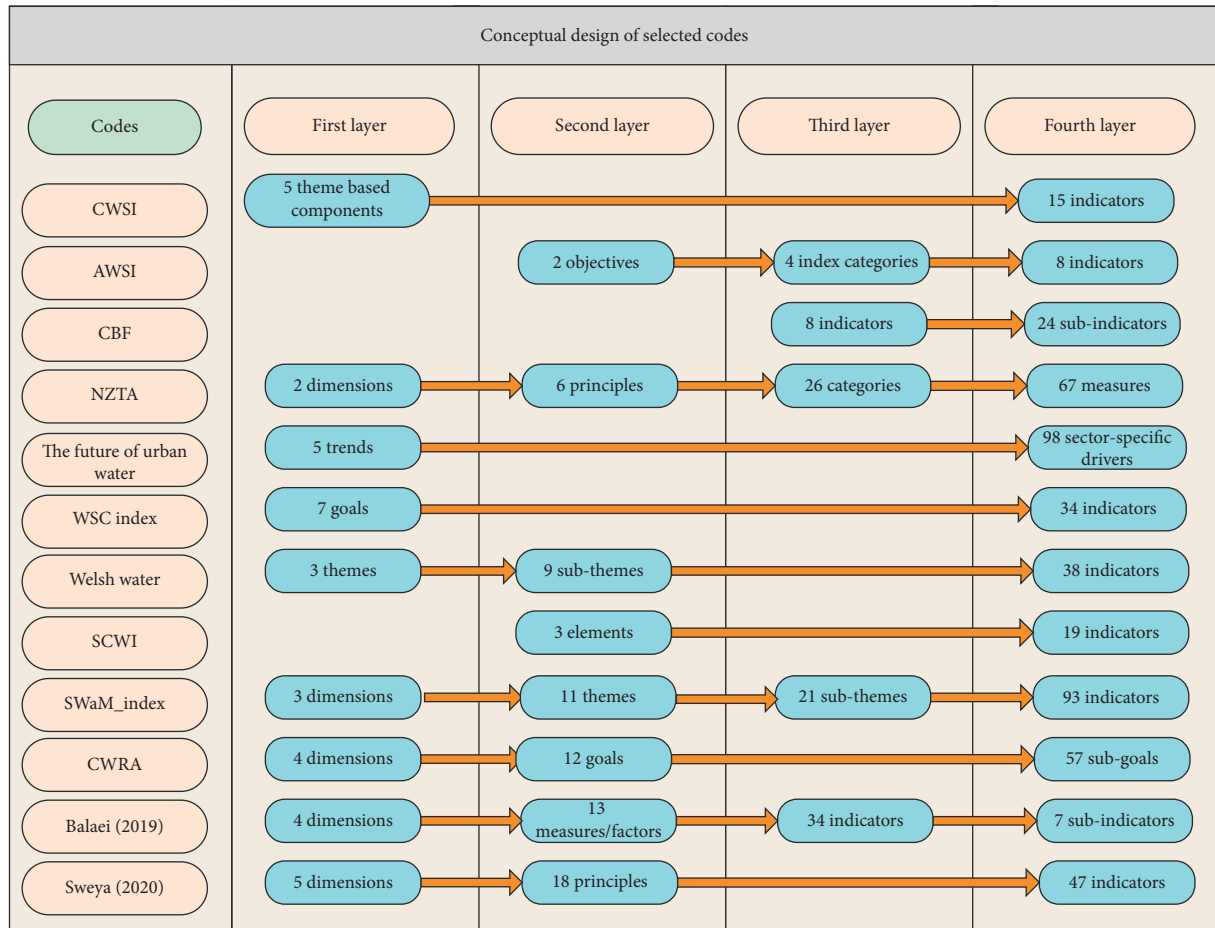 Conceptual design of selected codes
Codes
First layer
Second layer
Third layer
Fourth layer
CWSI
5 theme based
components
15 indicators
AWSI
2 objectives
4 index categories
8 indicators
CBF
8 indicators
24 sub-indicators
NZTA
2 dimensions
6 principles
26 categories
67 measures
The future of urban
water
5 trends
98 sector-specific
drivers
WSC index
7 goals
34 indicators
Welsh water
3 themes
9 sub-themes
38 indicators
SCWI
3 elements
19 indicators
SWaM_index
3 dimensions
11 themes
21 sub-themes
93 indicators
CWRA
4 dimensions
12 goals
57 sub-goals
Balaei (2019)
4 dimensions
13
measures/factors
34 indicators
7 sub-indicators
Sweya (2020)
5 dimensions
18 principles
47 indicators